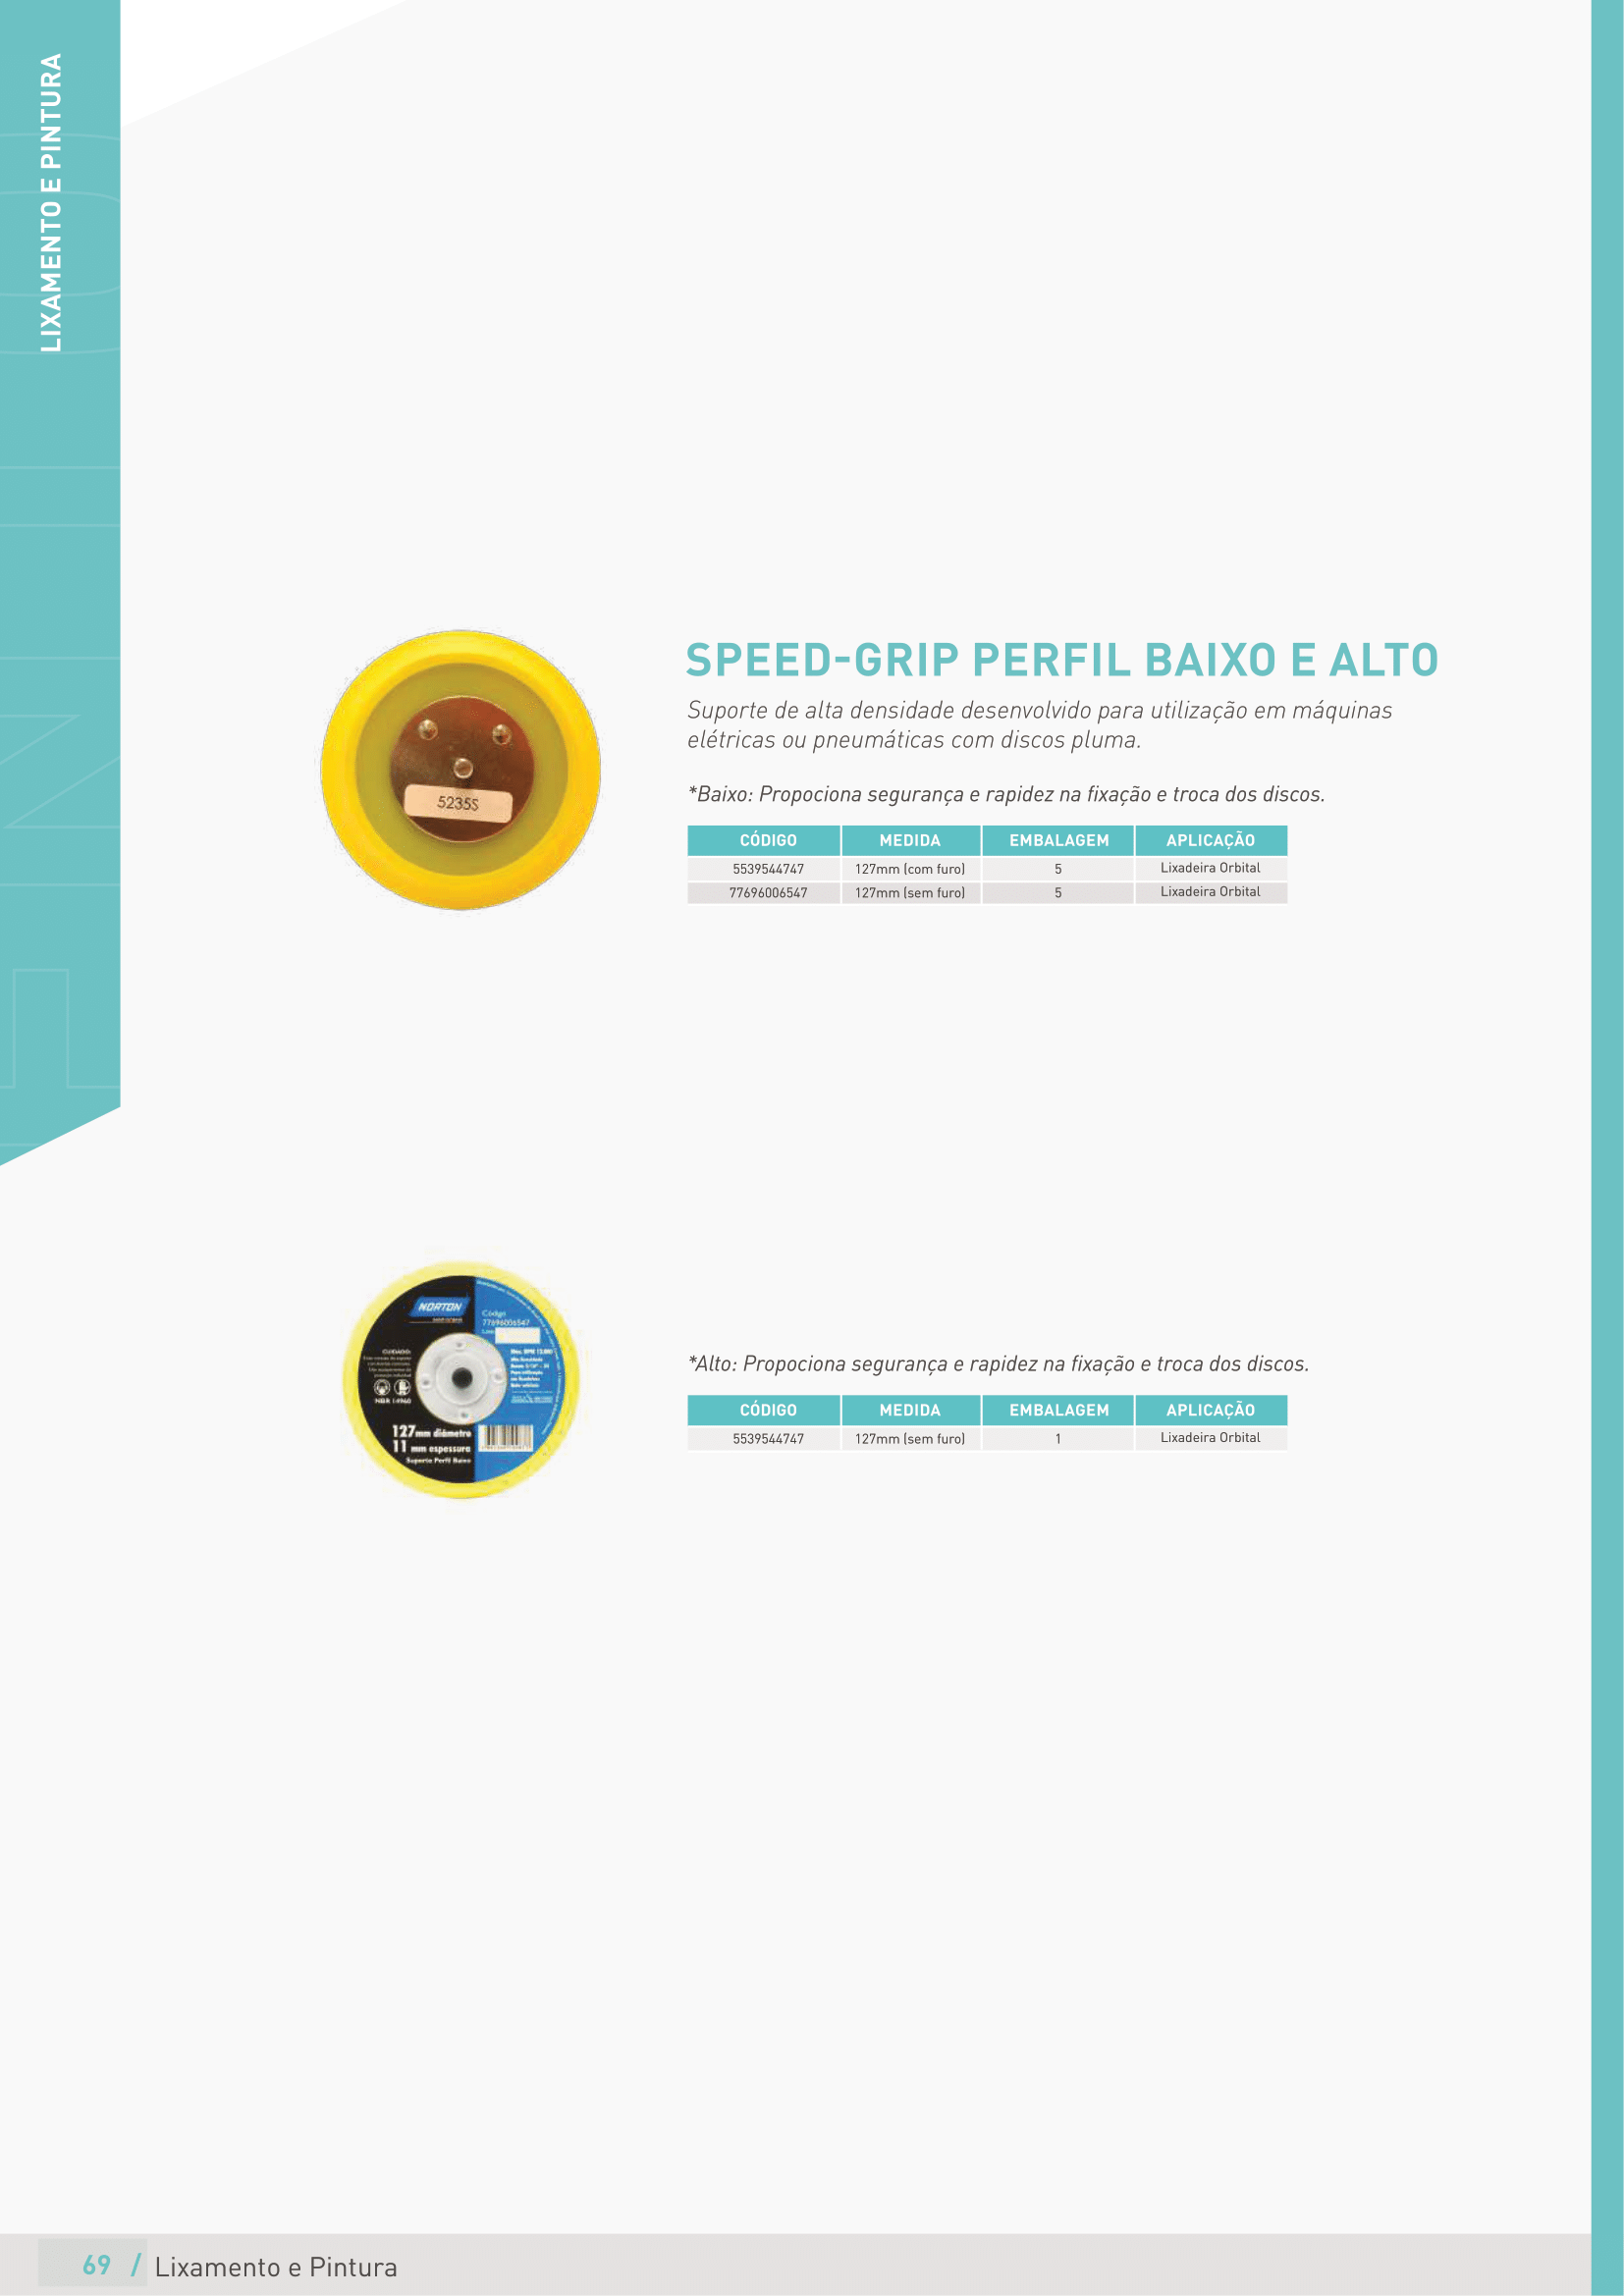 LIXAMENTO E PINTURA
SPEED-GRIP PERFIL BAIXO E ALTO
Suporte de alta densidade desenvolvido para utilização em máquinas
elétricas ou pneumáticas com discos pluma.
*Baixo: Propociona segurança e rapidez na fixação e troca dos discos.
CÓDIGO MEDIDA EMBALAGEM APLICAÇÃO
5539544747 127mm (com furo) 5 Lixadeira Orbital
77696006547 127mm (sem furo) 5 Lixadeira Orbital
5235S
*Alto: Propociona segurança e rapidez na fixação e troca dos discos.
CÓDIGO MEDIDA EMBALAGEM APLICAÇÃO
5539544747 127mm (sem furo) 1 Lixadeira Orbital
NORTON
Código
77696006547
CUIDADO
NBR 14960
127mm diâmetro
11 mm espessura
Suporte Perfil Baixo
69 / Lixamento e Pintura